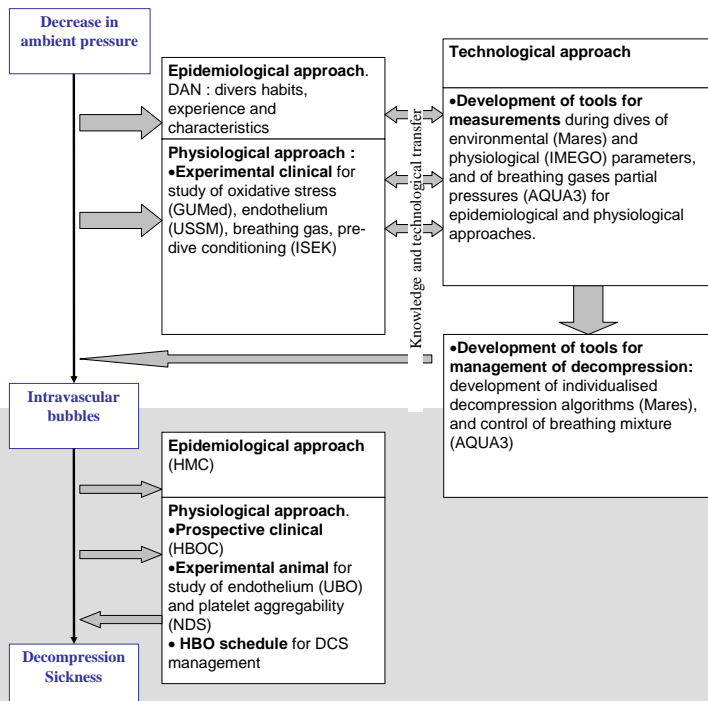 Decrease in
ambient pressure
Epidemiological approach.
DAN : divers habits,
experience and
characteristics
Physiological approach :
•Experimental clinical for
study of oxidative stress
(GUMed), endothelium
(USSM), breathing gas, pre-
dive conditioning (ISEK)
Knowledge and technological transfer
Technological approach
•Development of tools for
measurements during dives of
environmental (Mares) and
physiological (IMEGO) parameters,
and of breathing gases partial
pressures (AQUA3) for
epidemiological and physiological
approaches.
•Development of tools for
management of decompression:
development of individualised
decompression algorithms (Mares),
and control of breathing mixture
(AQUA3)
Intravascular
bubbles
Epidemiological approach
(HMC)
Physiological approach.
•Prospective clinical
(HBOC)
•Experimental animal for
study of endothelium (UBO)
and platelet aggregability
(NDS)
• HBO schedule for DCS
management
Decompression
Sickness